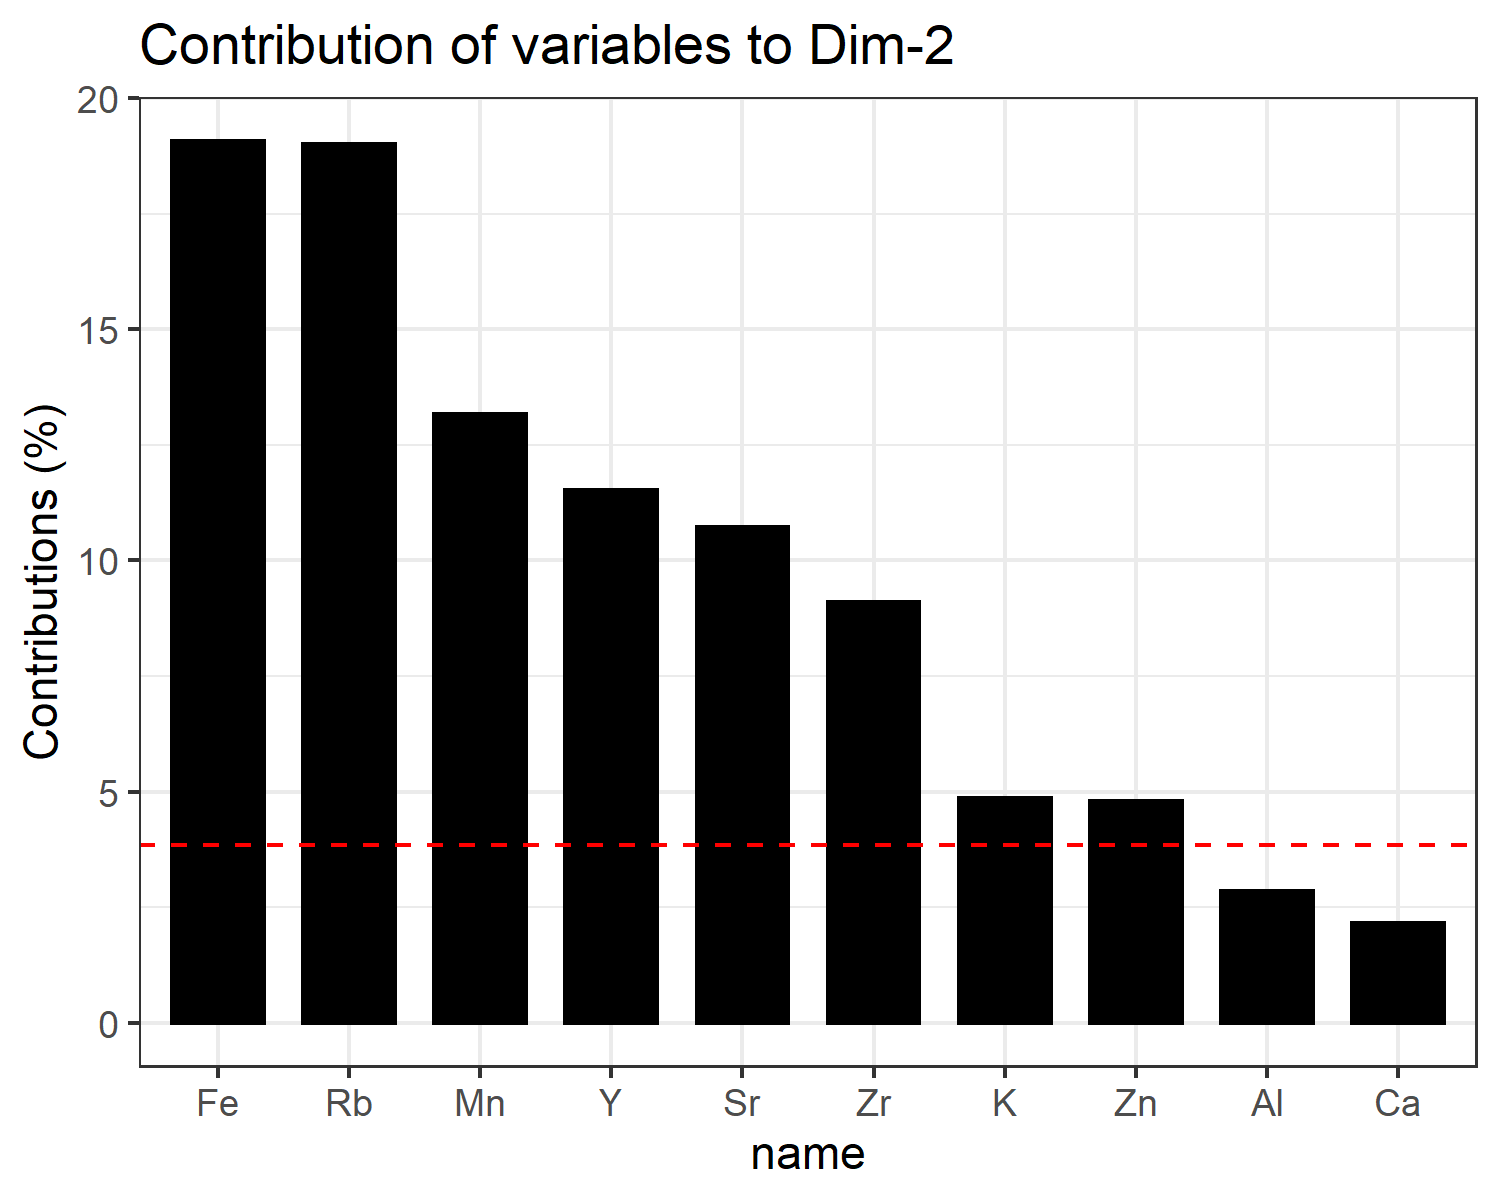 Contribution of variables to Dim-2
20
15
10
5
0
Contributions (%)
Fe Rb Mn Y Sr Zr K Zn Al Ca
name